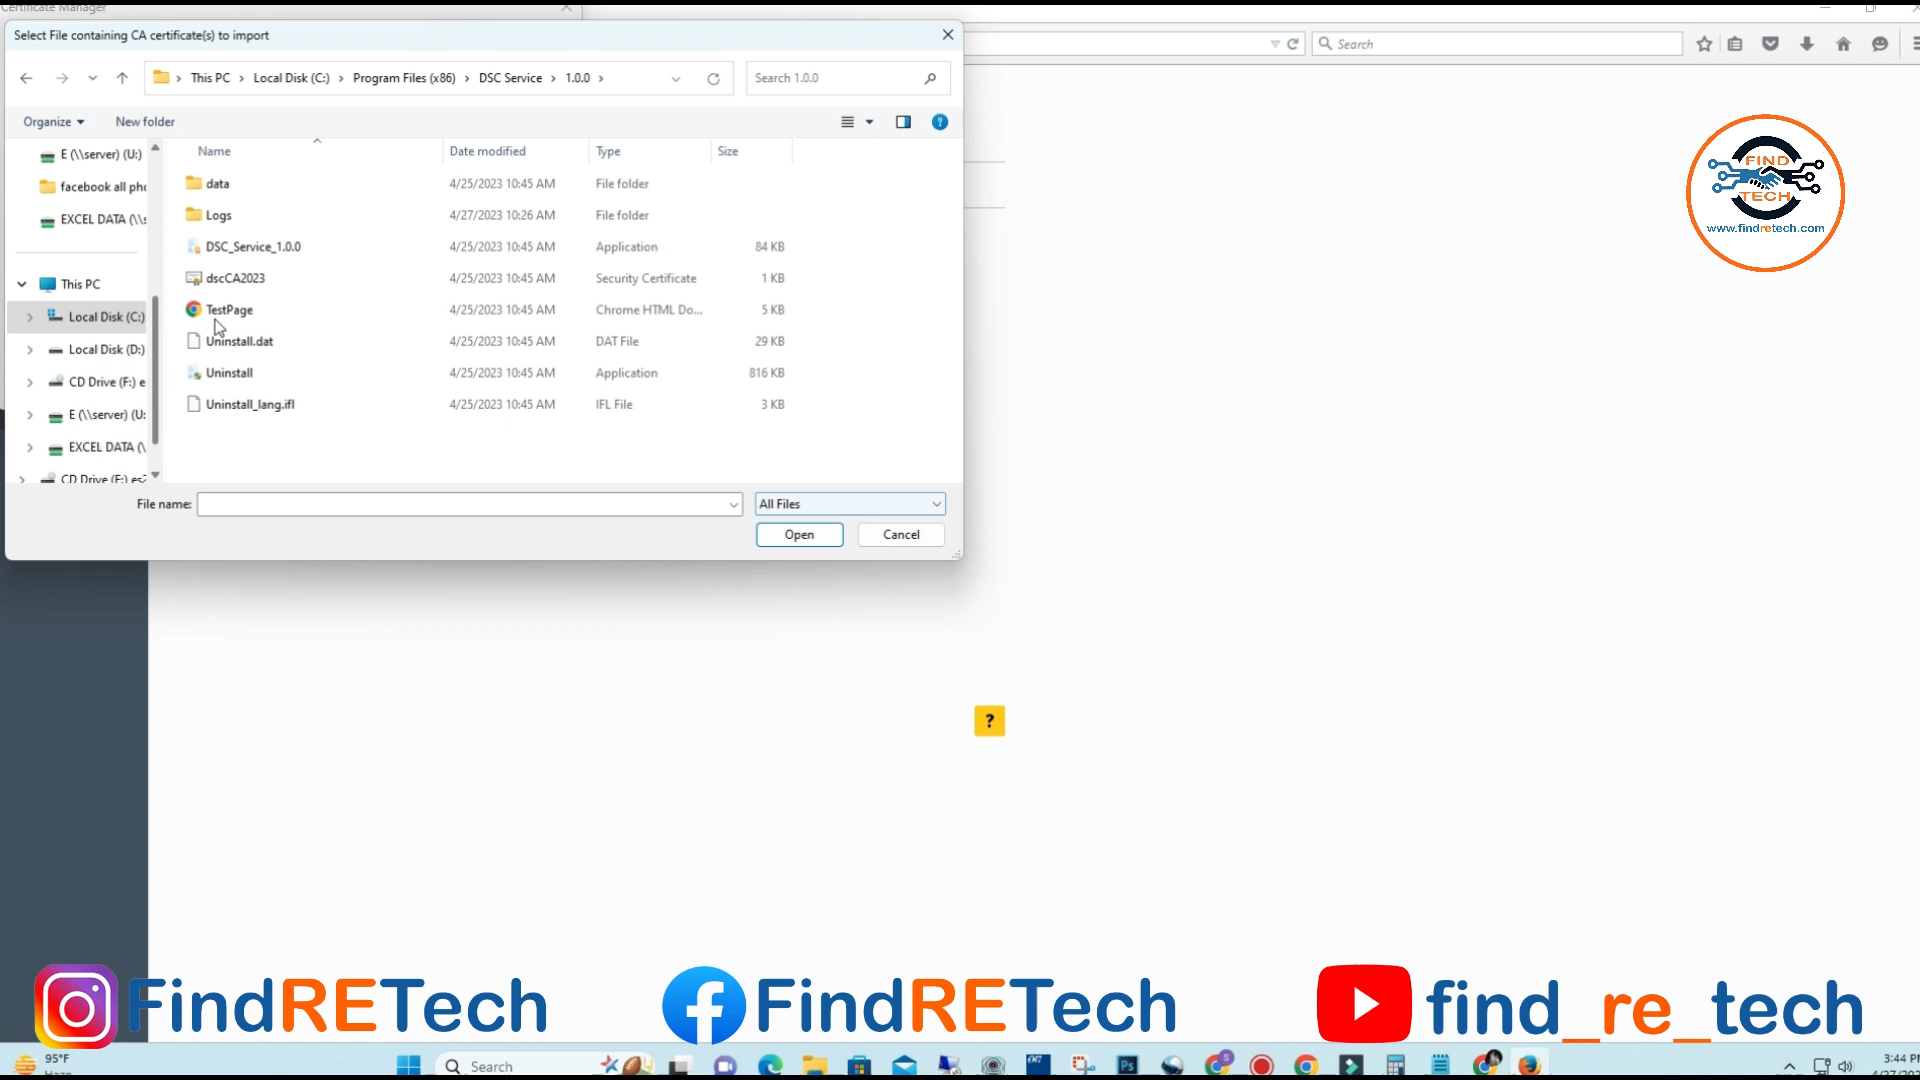 Certificate Manager
Select File containing CA certificate(s) to import
This PC > Local Disk (C:) > Program Files (x86) > DSC Service > 1.0.0 >
Search 1.0.0
Search
Organize
New folder
Name
Date modified
Type
Size
E (\\server) (U:)
facebook all pho
EXCEL DATA (\\s
This PC
Local Disk (C:)
Local Disk (D:)
CD Drive (F:) e
E (\\server) (U:
EXCEL DATA (\
CD Drive (F:) es2
data 4/25/2023 10:45 AM File folder
Logs 4/27/2023 10:26 AM File folder
DSC_Service_1.0.0 4/25/2023 10:45 AM Application 84 KB
dscCA2023 4/25/2023 10:45 AM Security Certificate 1 KB
TestPage 4/25/2023 10:45 AM Chrome HTML Do... 5 KB
Uninstall.dat 4/25/2023 10:45 AM DAT File 29 KB
Uninstall 4/25/2023 10:45 AM Application 816 KB
Uninstall_lang.ifl 4/25/2023 10:45 AM IFL File 3 KB
File name:
All Files
Open
Cancel
FIND
TECH
www.findretech.com
?
FindRETech
FindRETech
find_re_tech
95°F
Haze
Search
3:44 PM